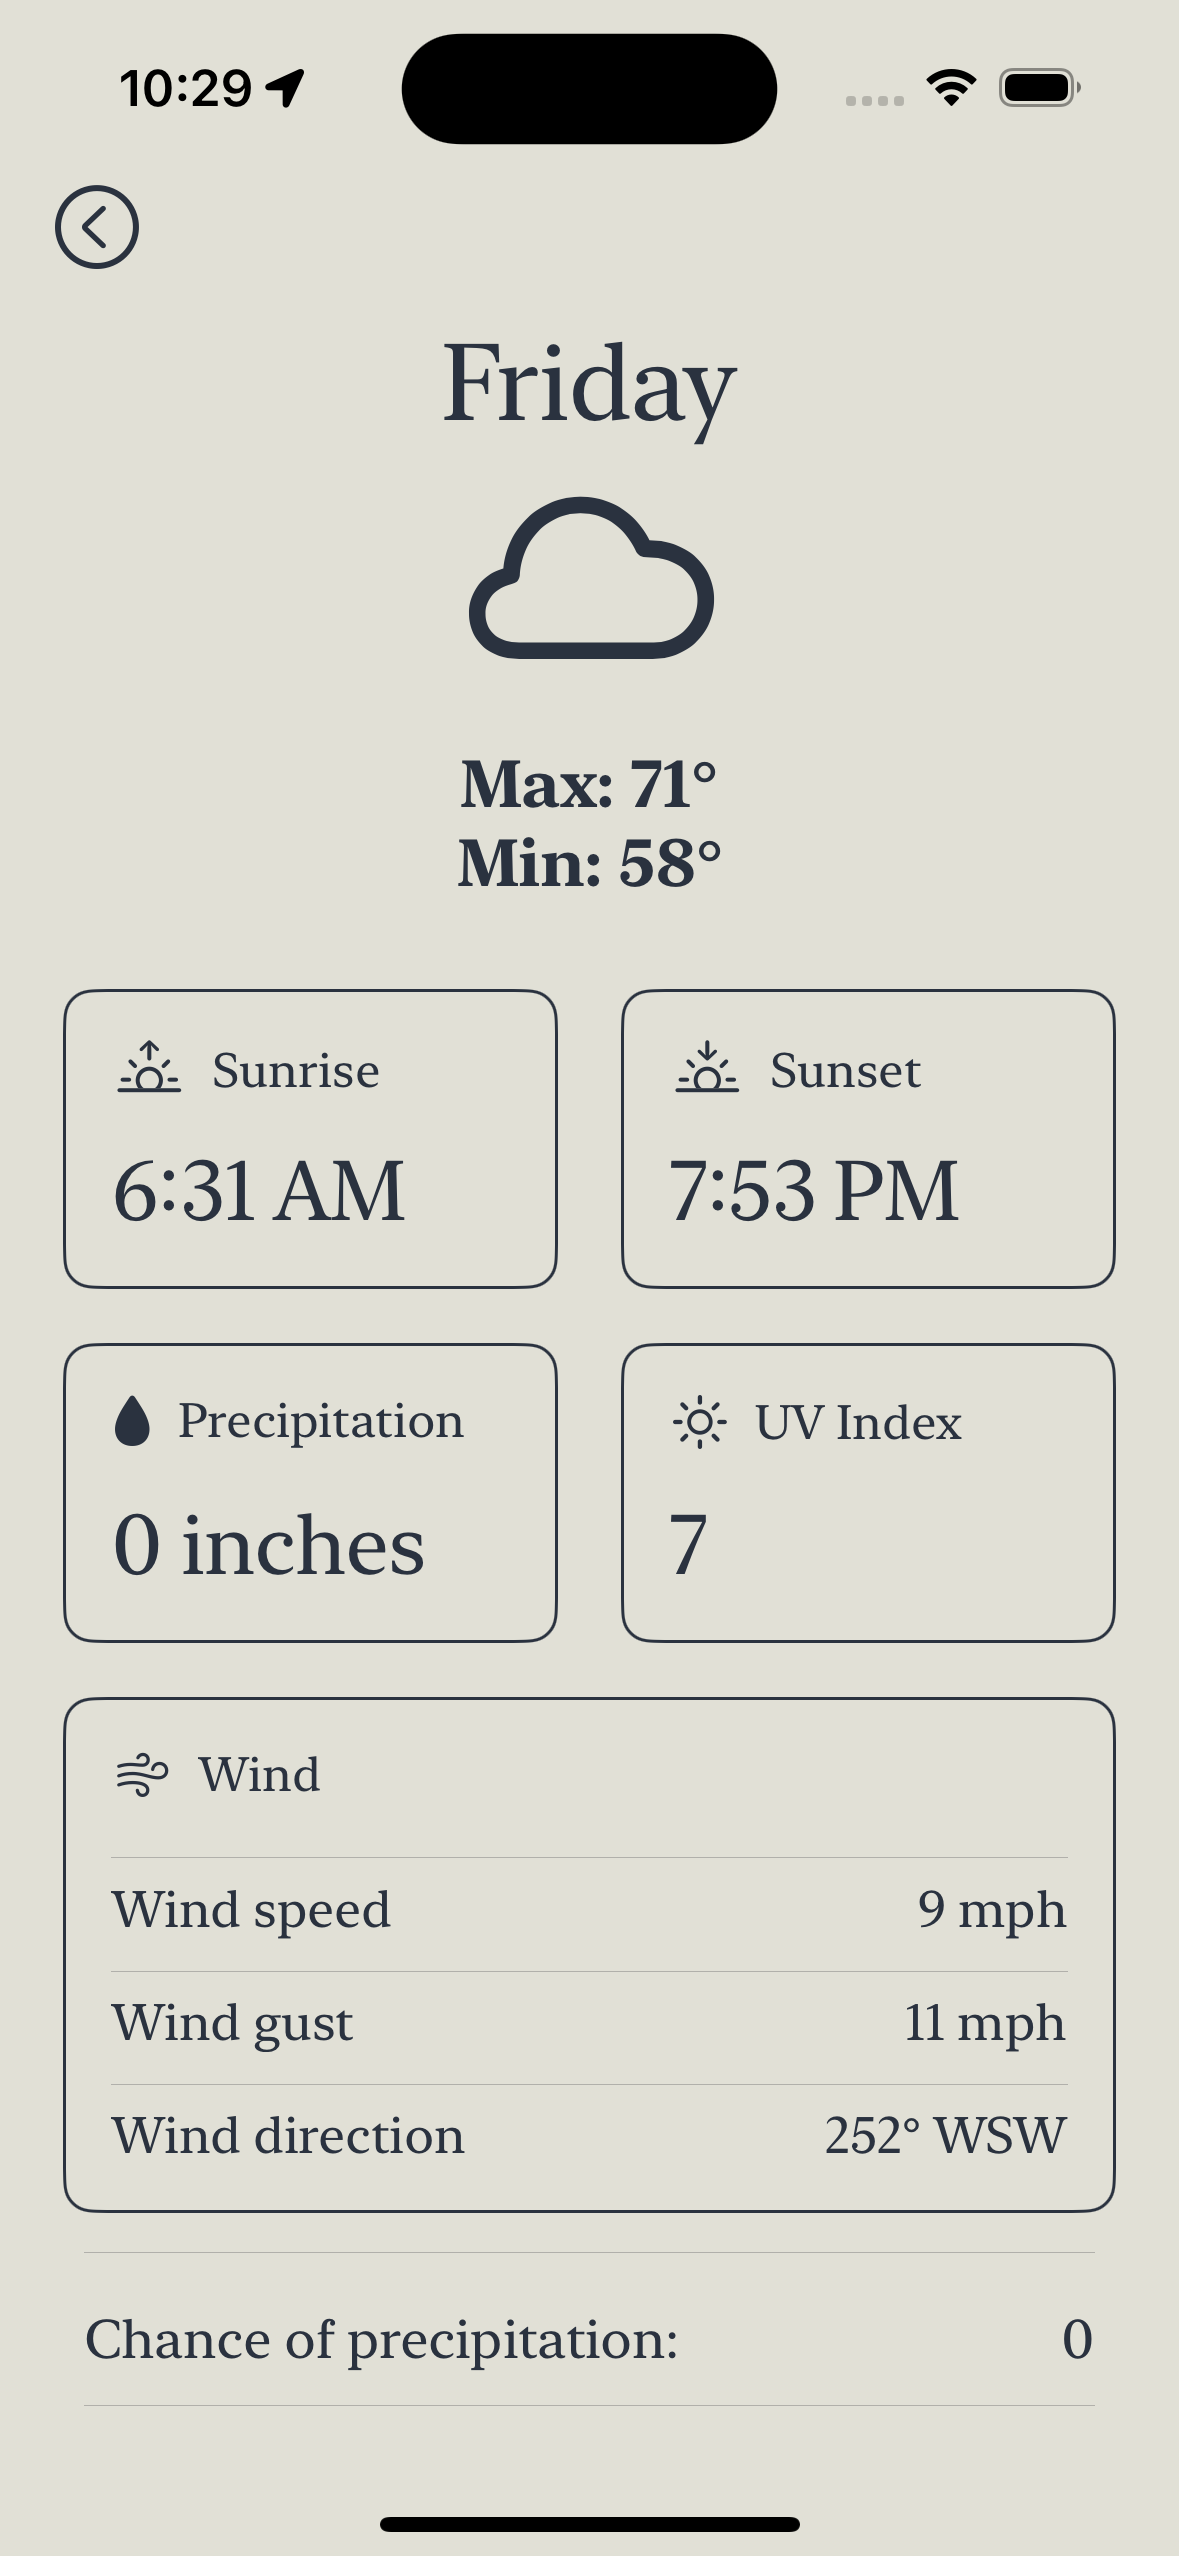 10:29
Friday
Max: 71°
Min: 58°
Sunrise
6:31 AM
Sunset
7:53 PM
Precipitation
0 inches
UV Index
7
Wind
Wind speed 9 mph
Wind gust 11 mph
Wind direction 252° WSW
Chance of precipitation: 0